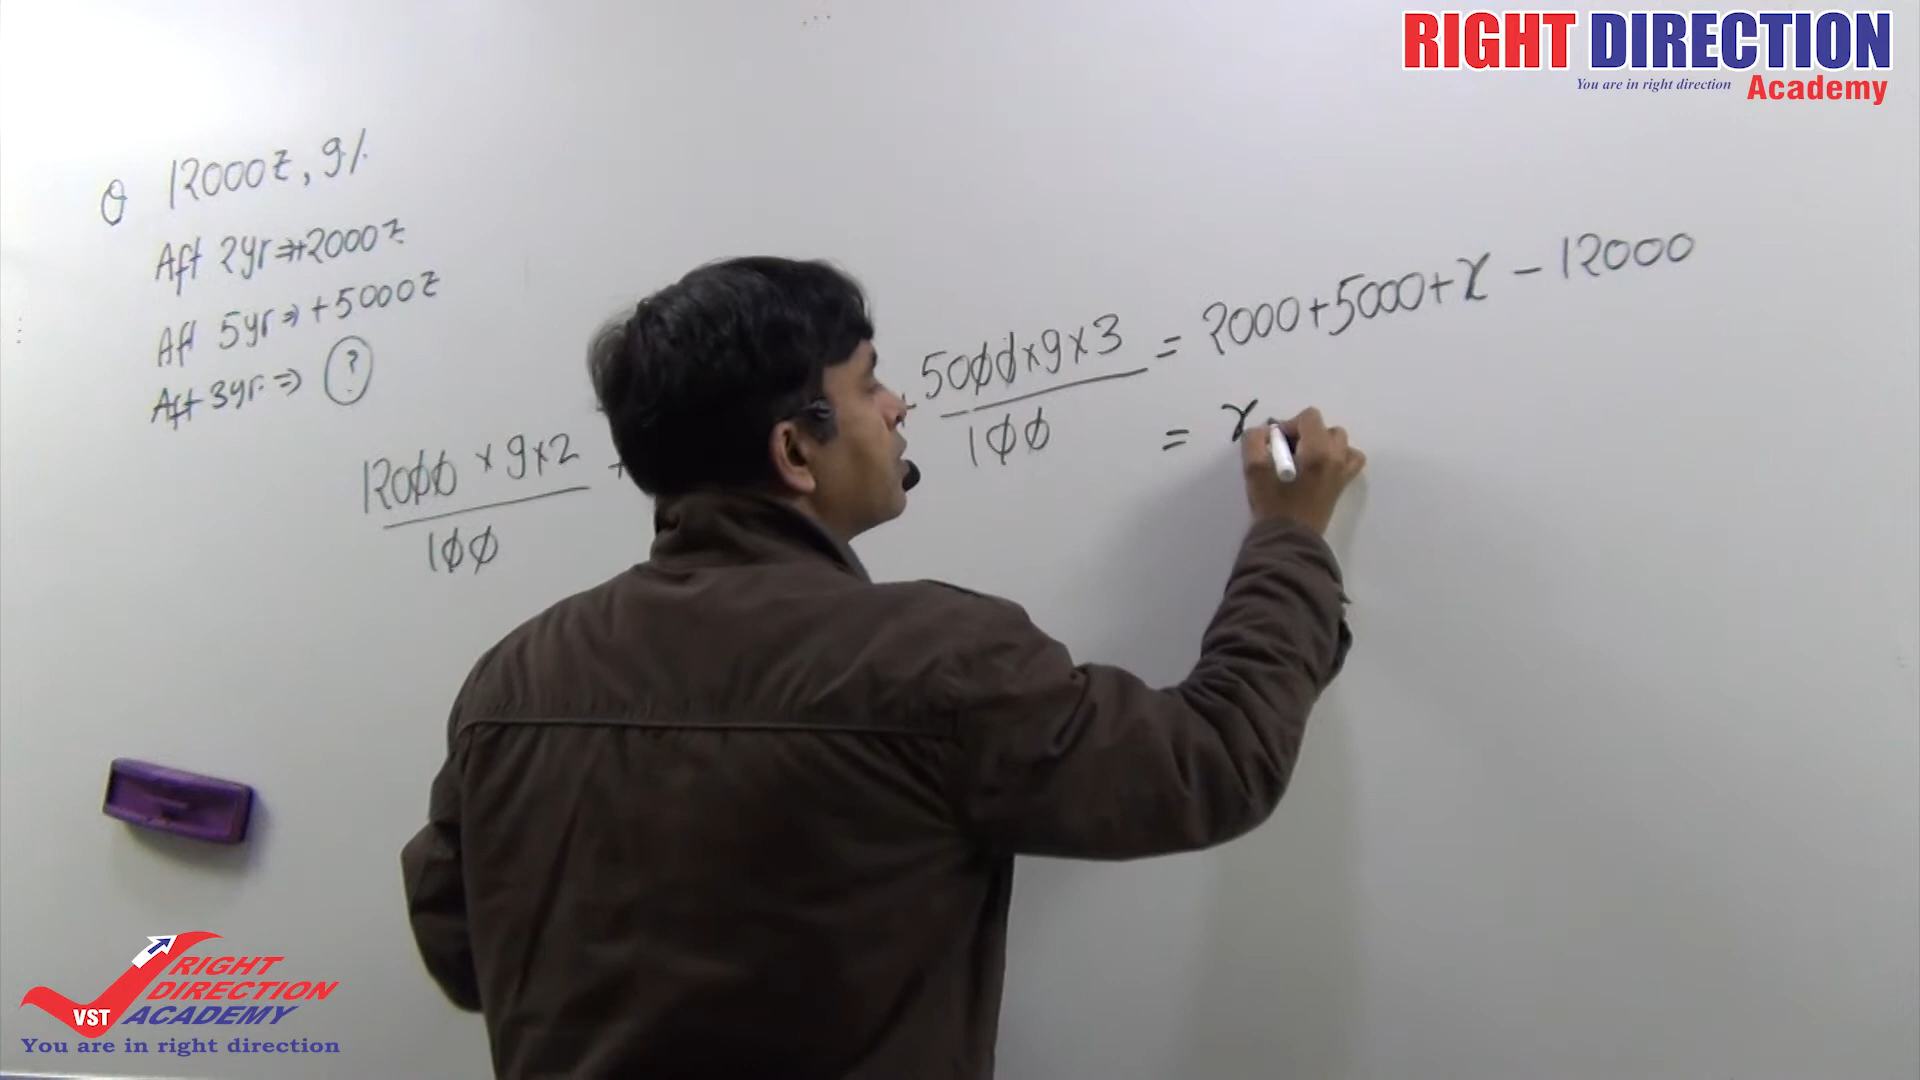 RIGHT DIRECTION
You are in right direction Academy
Q 12000₹, 9%
Aft 2yr ⇒ +2000₹
Aft 5yr ⇒ +5000₹
Aft 3yr. ⇒ ?
12000 × 9×2 +
100
5000×9×3 = 2000+5000+x - 12000
100
= x
VST
RIGHT
DIRECTION
ACADEMY
You are in right direction